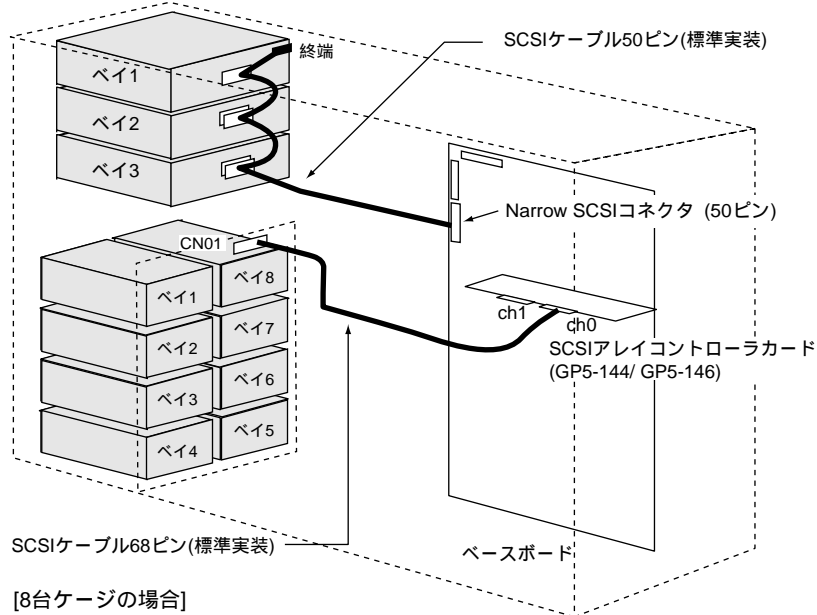 SCSIケーブル50ピン(標準実装)
終端
ベイ1
ベイ2
ベイ3
Narrow SCSIコネクタ (50ピン)
CN01
ベイ1
ベイ8
ベイ2
ベイ7
ベイ3
ベイ6
ベイ4
ベイ5
ch1
ch0
SCSIアレイコントローラカード
(GP5-144/ GP5-146)
SCSIケーブル68ピン(標準実装)
ベースボード
[8台ケージの場合]